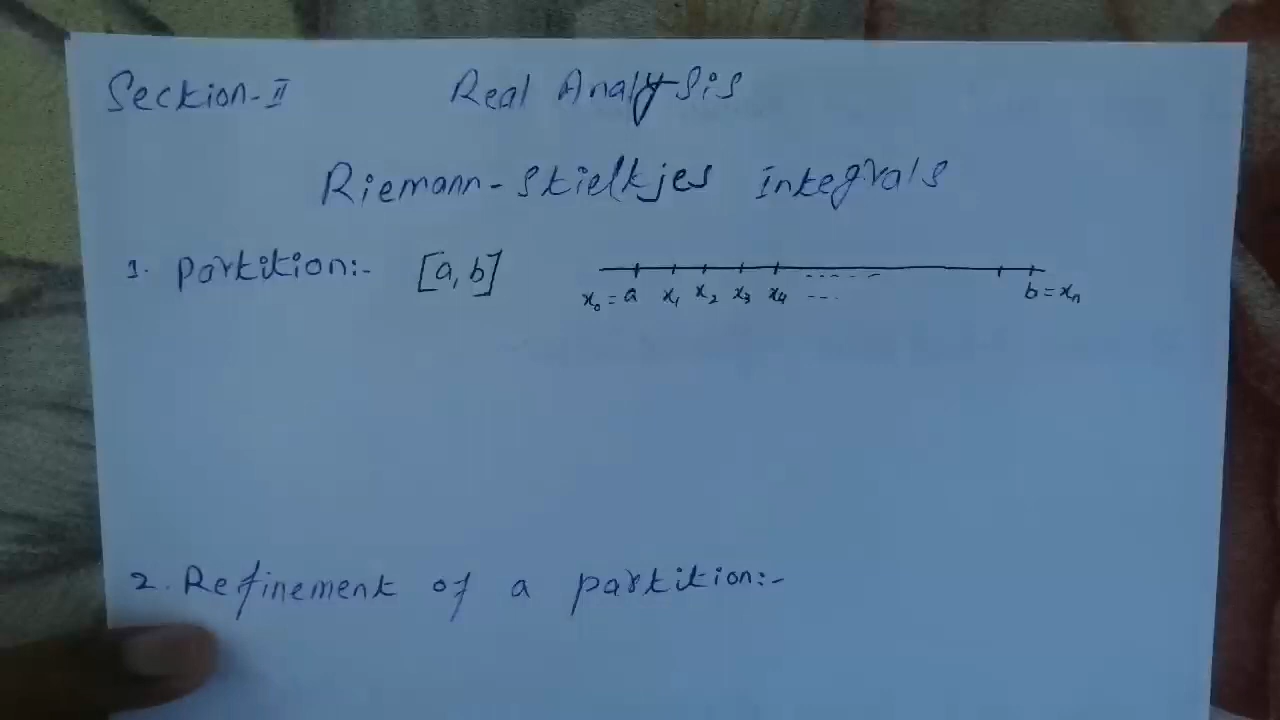 Section-II Real Analysis
Riemann-Stieltjes Integrals
1. Partition:- [a,b]
x₀=a x₁ x₂ x₃ x₄ ---. b=xₙ
2. Refinement of a partition:-